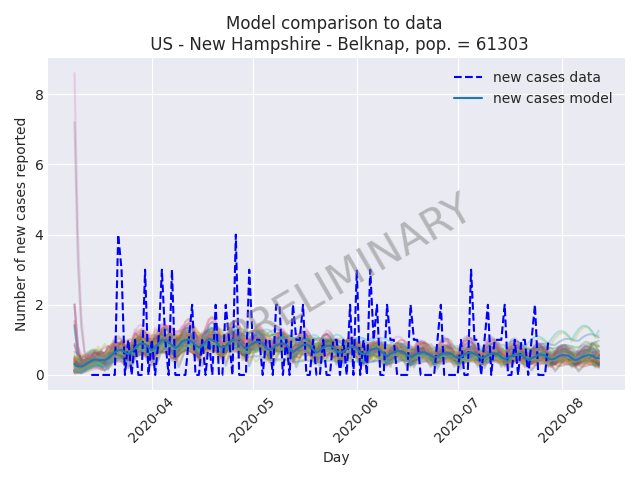 Model comparison to data
US - New Hampshire - Belknap, pop. = 61303
new cases data
new cases model
PRELIMINARY
Number of new cases reported
8
6
4
2
0
2020-04
2020-05
2020-06
2020-07
2020-08
Day